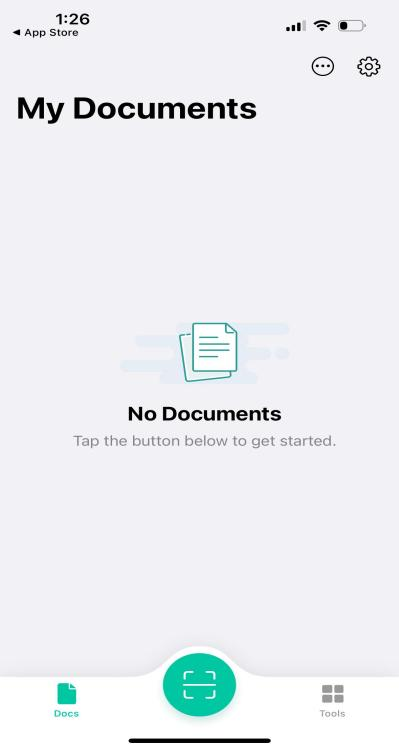 1:26
◀ App Store
My Documents
No Documents
Tap the button below to get started.
Docs
Tools